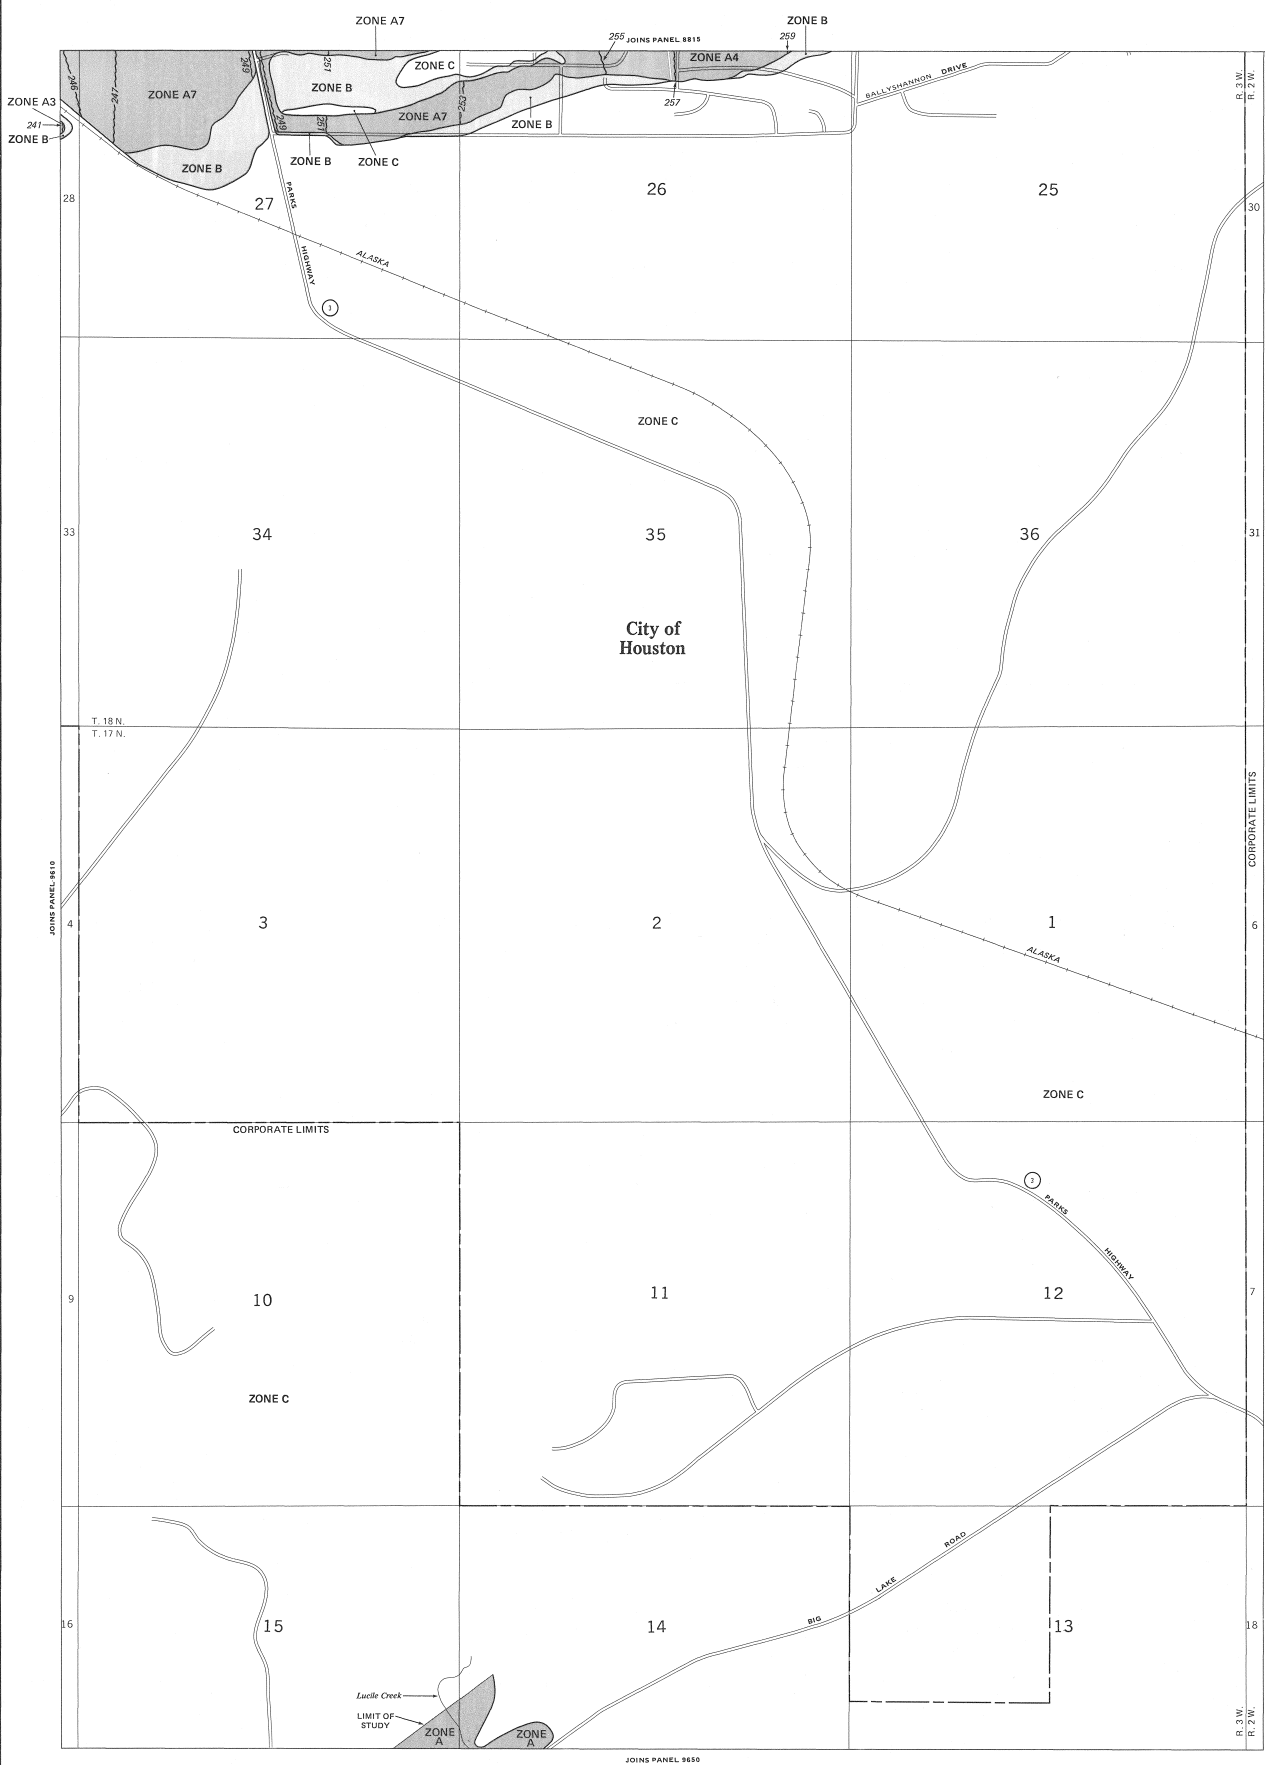 ZONE A7
ZONE B
255
JOINS PANEL 8815
259
249
251
ZONE C
ZONE A4
BALLYSHANNON DRIVE
R. 3 W.
R. 2 W.
246
247
ZONE A7
ZONE B
ZONE A3
241
ZONE B
253
257
ZONE A7
ZONE B
249
251
ZONE B
ZONE C
ZONE B
28
27
26
25
30
PARKS
HIGHWAY
ALASKA
3
ZONE C
33
34
35
36
31
City of
Houston
T. 18 N.
T. 17 N.
CORPORATE LIMITS
JOINS PANEL 9610
4
3
2
1
6
ALASKA
ZONE C
CORPORATE LIMITS
3
PARKS
HIGHWAY
9
10
11
12
7
ZONE C
BIG LAKE ROAD
16
15
14
13
18
Lucile Creek
LIMIT OF
STUDY
ZONE
A
ZONE
A
R. 3 W.
R. 2 W.
JOINS PANEL 9650